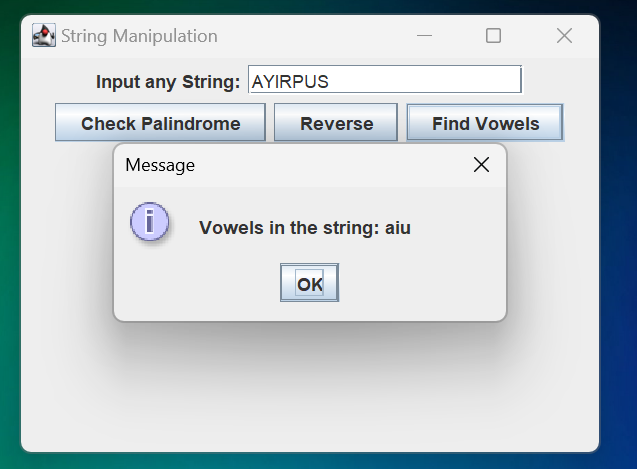 String Manipulation
Input any String: AYIRPUS
Check Palindrome Reverse Find Vowels
Message
Vowels in the string: aiu
OK